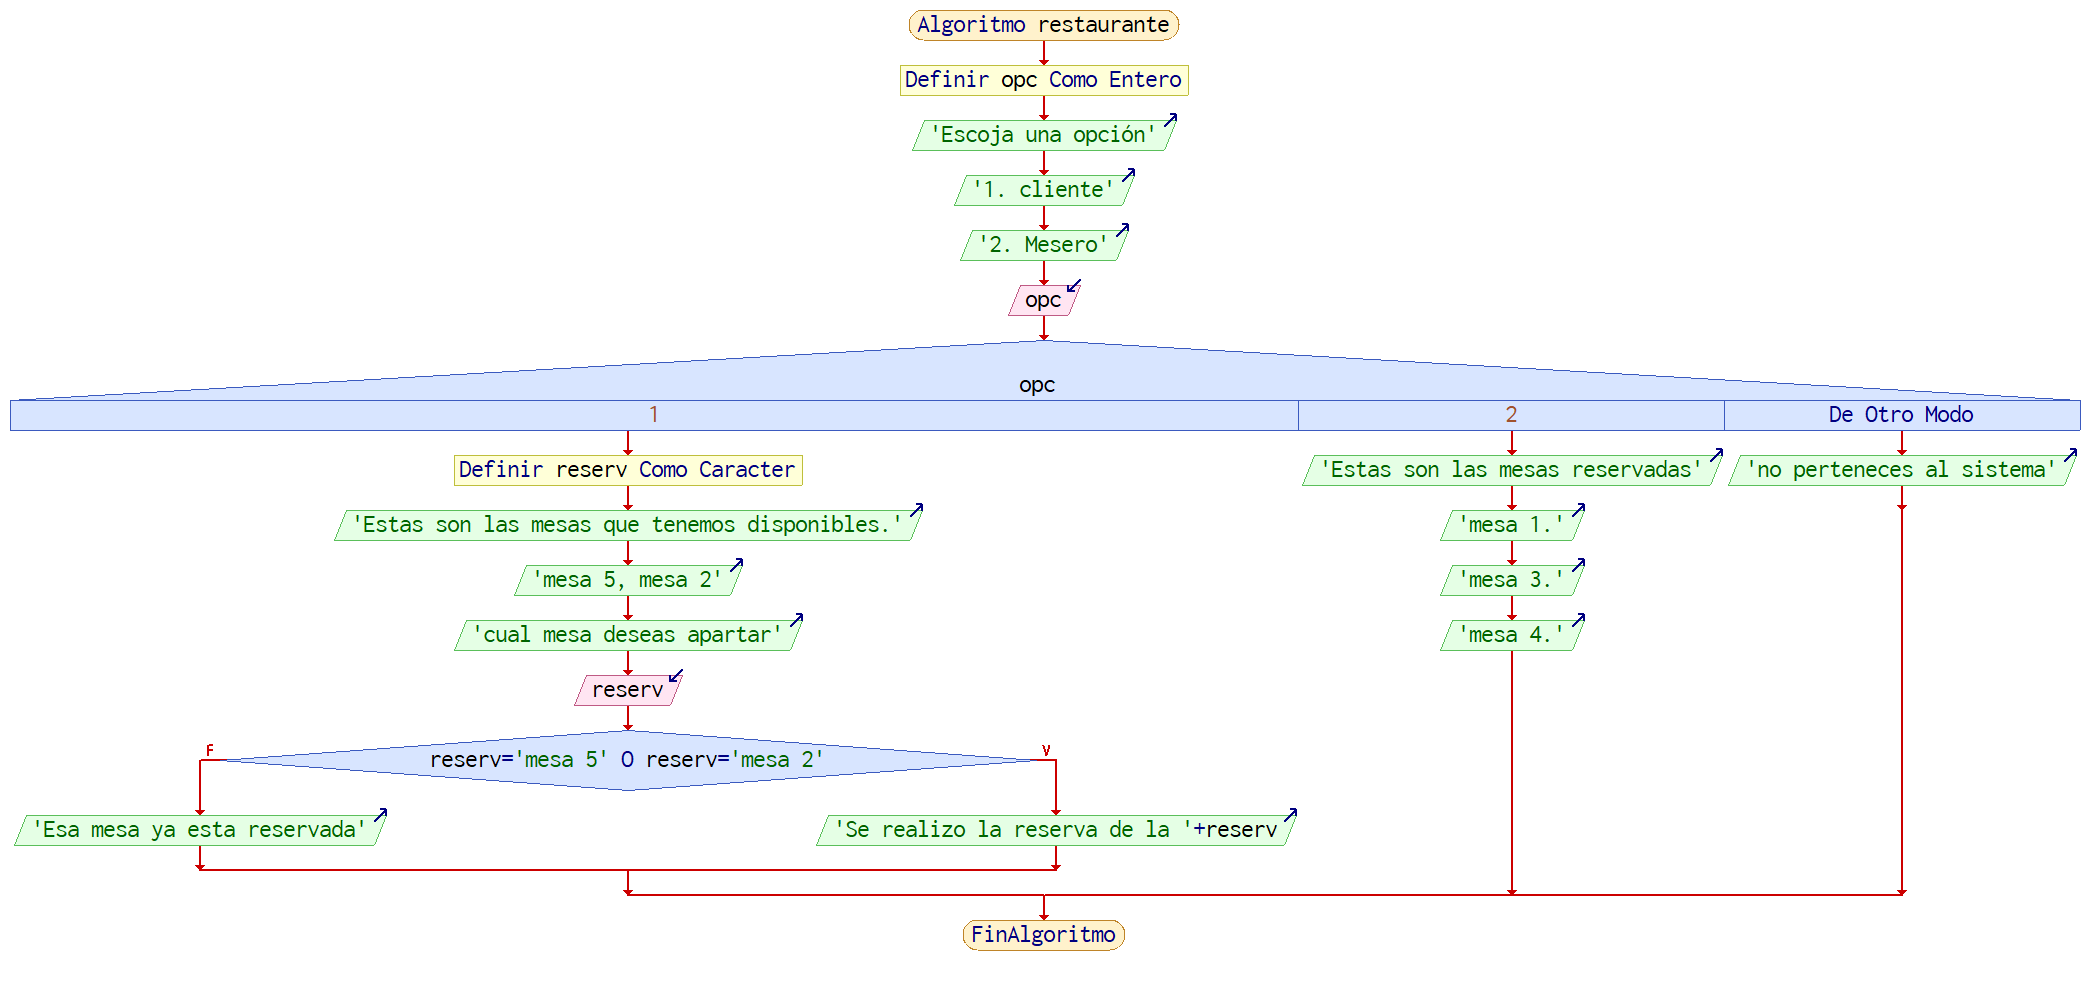 Algoritmo restaurante
Definir opc Como Entero
'Escoja una opción'
'1. cliente'
'2. Mesero'
opc
opc
1
2
De Otro Modo
Definir reserv Como Caracter
'Estas son las mesas reservadas'
'no perteneces al sistema'
'Estas son las mesas que tenemos disponibles.'
'mesa 1.'
'mesa 5, mesa 2'
'mesa 3.'
'cual mesa deseas apartar'
'mesa 4.'
reserv
F
V
reserv='mesa 5' O reserv='mesa 2'
'Esa mesa ya esta reservada'
'Se realizo la reserva de la '+reserv
FinAlgoritmo